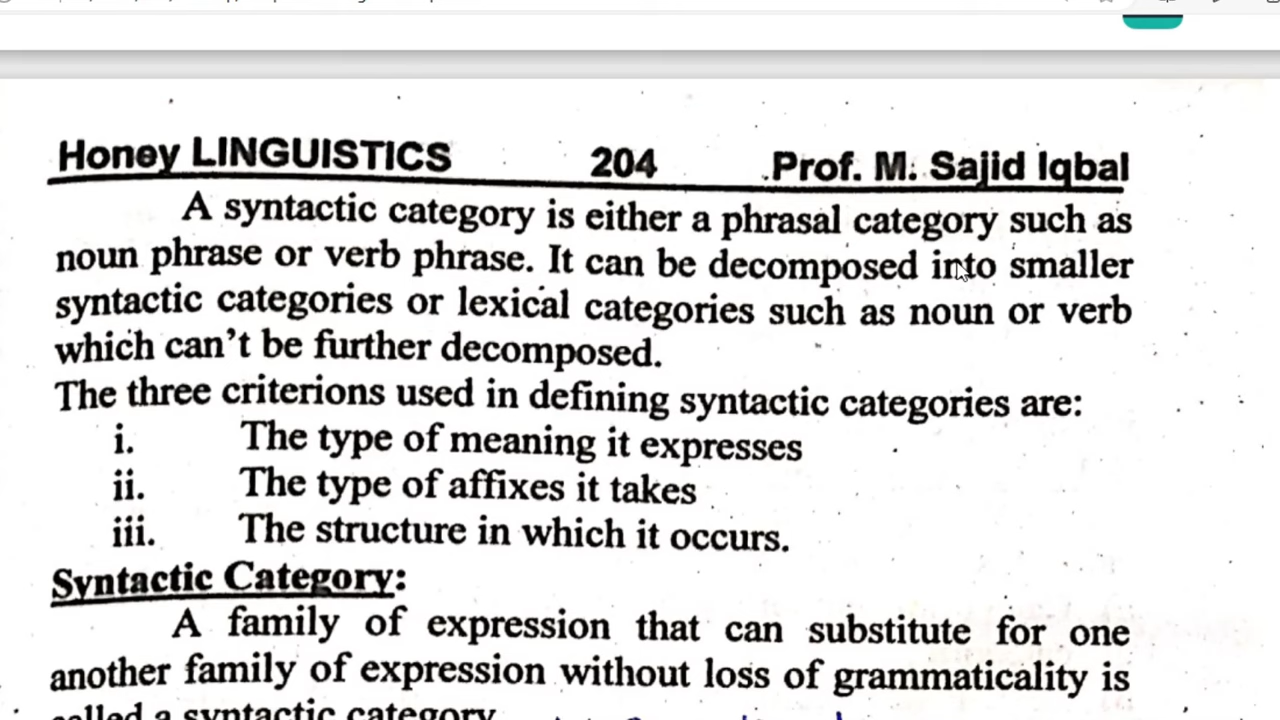 Honey LINGUISTICS 204 Prof. M. Sajid Iqbal
A syntactic category is either a phrasal category such as
noun phrase or verb phrase. It can be decomposed into smaller
syntactic categories or lexical categories such as noun or verb
which can't be further decomposed.
The three criterions used in defining syntactic categories are:
i. The type of meaning it expresses
ii. The type of affixes it takes
iii. The structure in which it occurs.
Syntactic Category:
A family of expression that can substitute for one
another family of expression without loss of grammaticality is
called a syntactic category